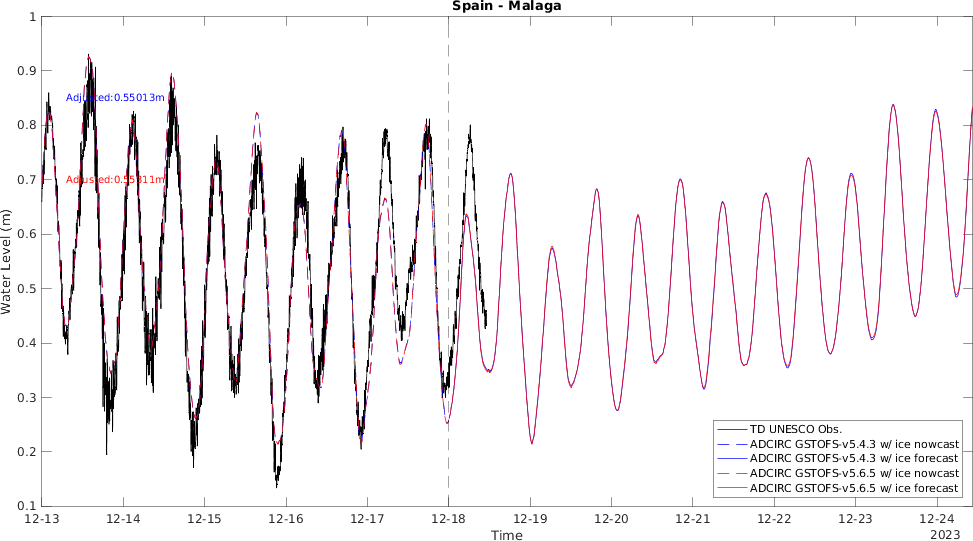 Spain - Malaga
1
0.9
0.8
0.7
0.6
0.5
0.4
0.3
0.2
0.1
Water Level (m)
Adjusted:0.55013m
Adjusted:0.55311m
TD UNESCO Obs.
ADCIRC GSTOFS-v5.4.3 w/ ice nowcast
ADCIRC GSTOFS-v5.4.3 w/ ice forecast
ADCIRC GSTOFS-v5.6.5 w/ ice nowcast
ADCIRC GSTOFS-v5.6.5 w/ ice forecast
12-13 12-14 12-15 12-16 12-17 12-18 12-19 12-20 12-21 12-22 12-23 12-24
Time
2023